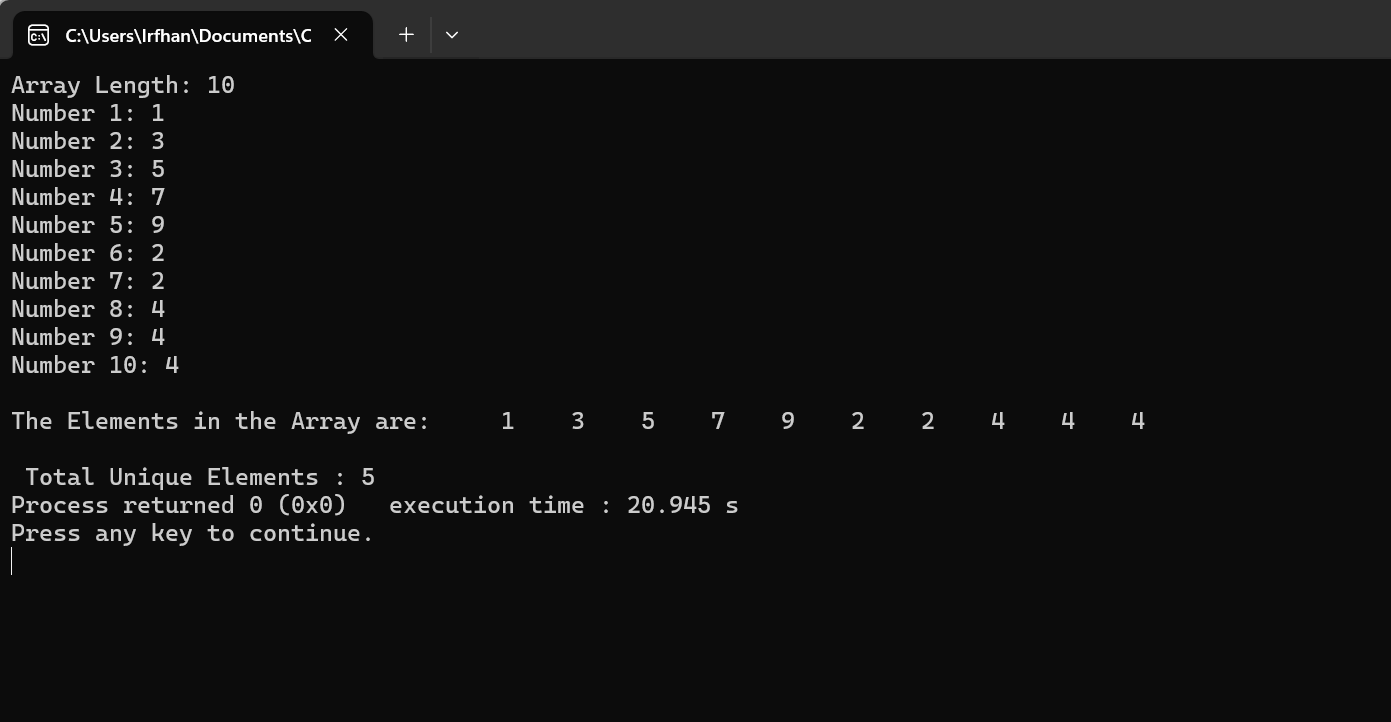 C:\Users\Irfhan\Documents\C
Array Length: 10
Number 1: 1
Number 2: 3
Number 3: 5
Number 4: 7
Number 5: 9
Number 6: 2
Number 7: 2
Number 8: 4
Number 9: 4
Number 10: 4
The Elements in the Array are:     1    3    5    7    9    2    2    4    4    4
Total Unique Elements : 5
Process returned 0 (0x0)   execution time : 20.945 s
Press any key to continue.